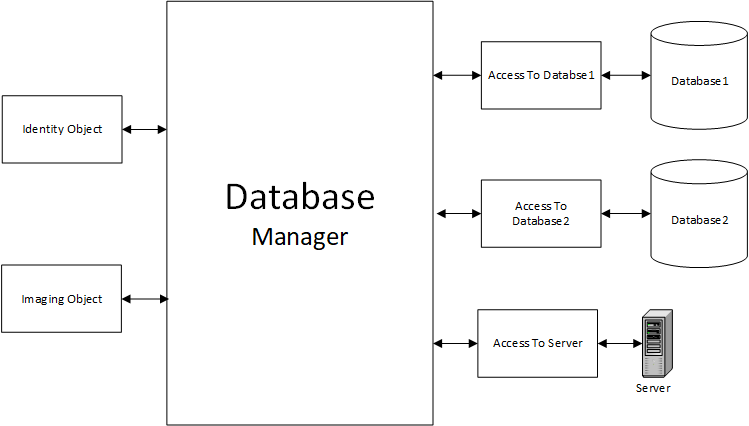 Identity Object
Imaging Object
Database
Manager
Access To Databse1
Database1
Access To
Database2
Database2
Access To Server
Server